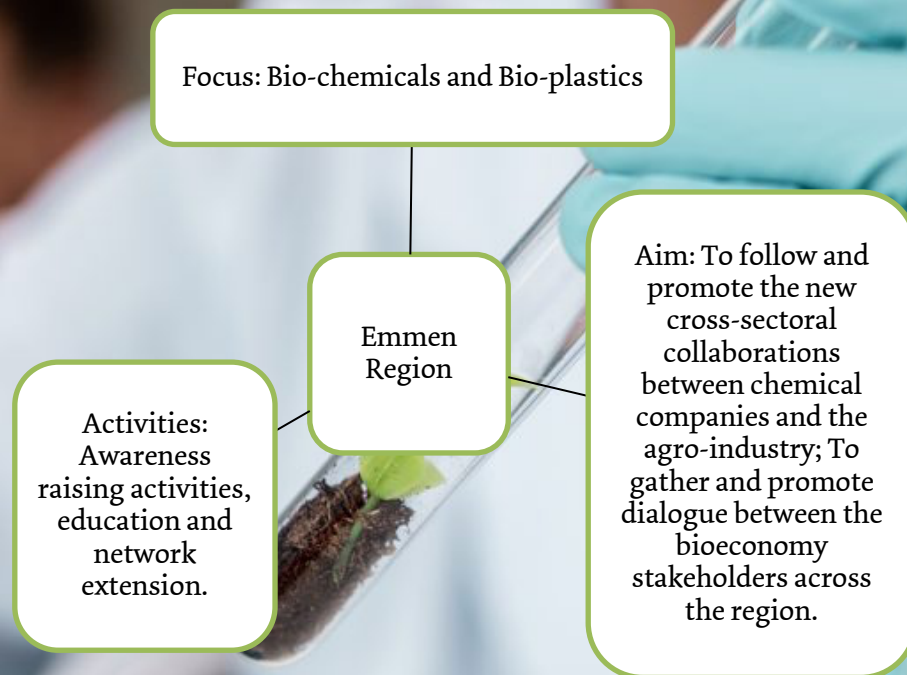 Focus: Bio-chemicals and Bio-plastics
Emmen
Region
Activities:
Awareness
raising activities,
education and
network
extension.
Aim: To follow and
promote the new
cross-sectoral
collaborations
between chemical
companies and the
agro-industry; To
gather and promote
dialogue between the
bioeconomy
stakeholders across
the region.